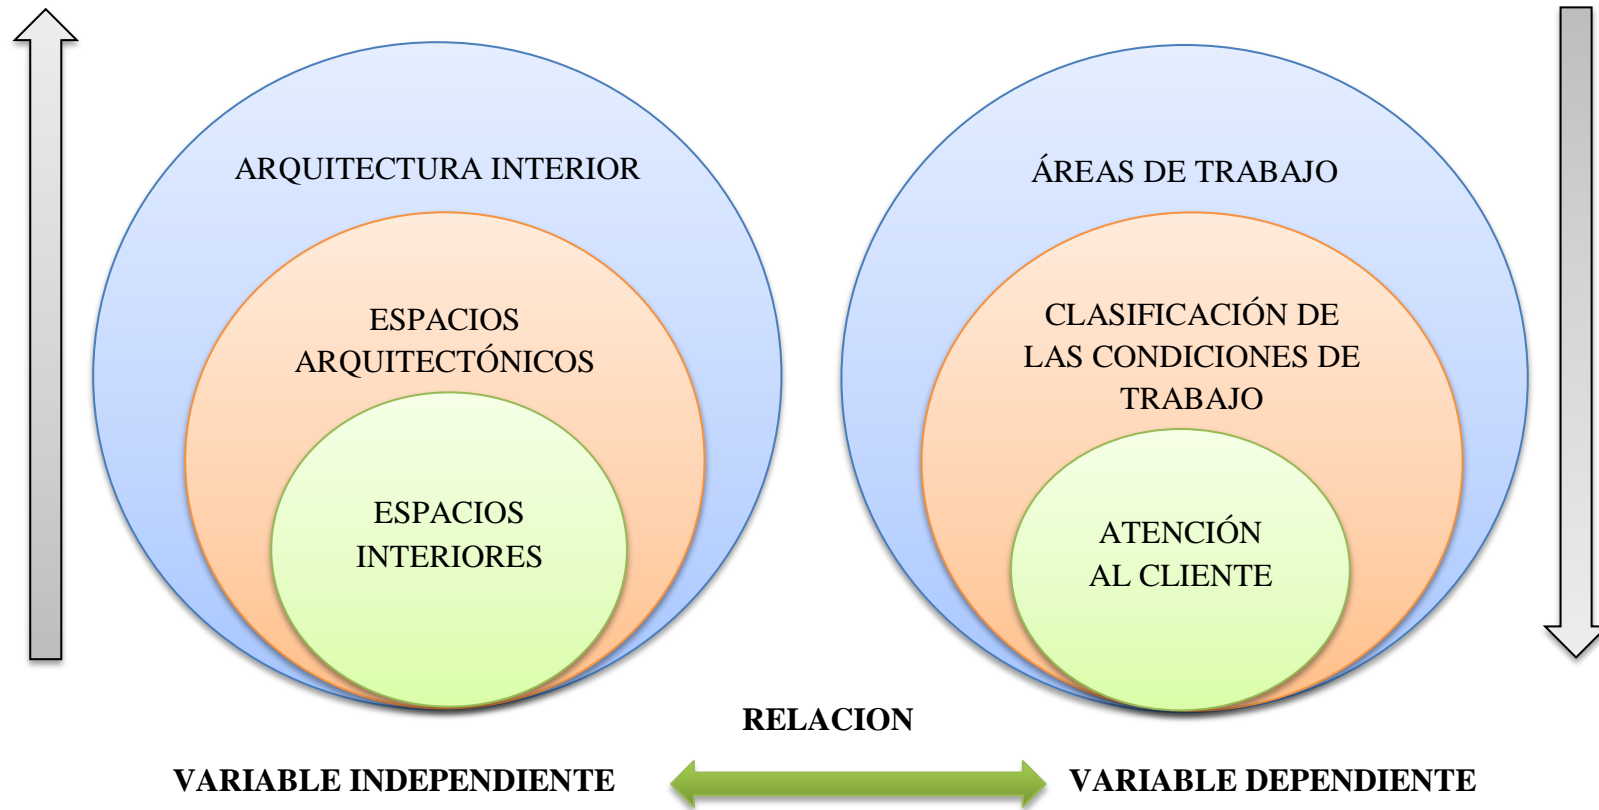 ARQUITECTURA INTERIOR
ESPACIOS
ARQUITECTÓNICOS
ESPACIOS
INTERIORES
ÁREAS DE TRABAJO
CLASIFICACIÓN DE
LAS CONDICIONES DE
TRABAJO
ATENCIÓN
AL CLIENTE
RELACION
VARIABLE INDEPENDIENTE
VARIABLE DEPENDIENTE